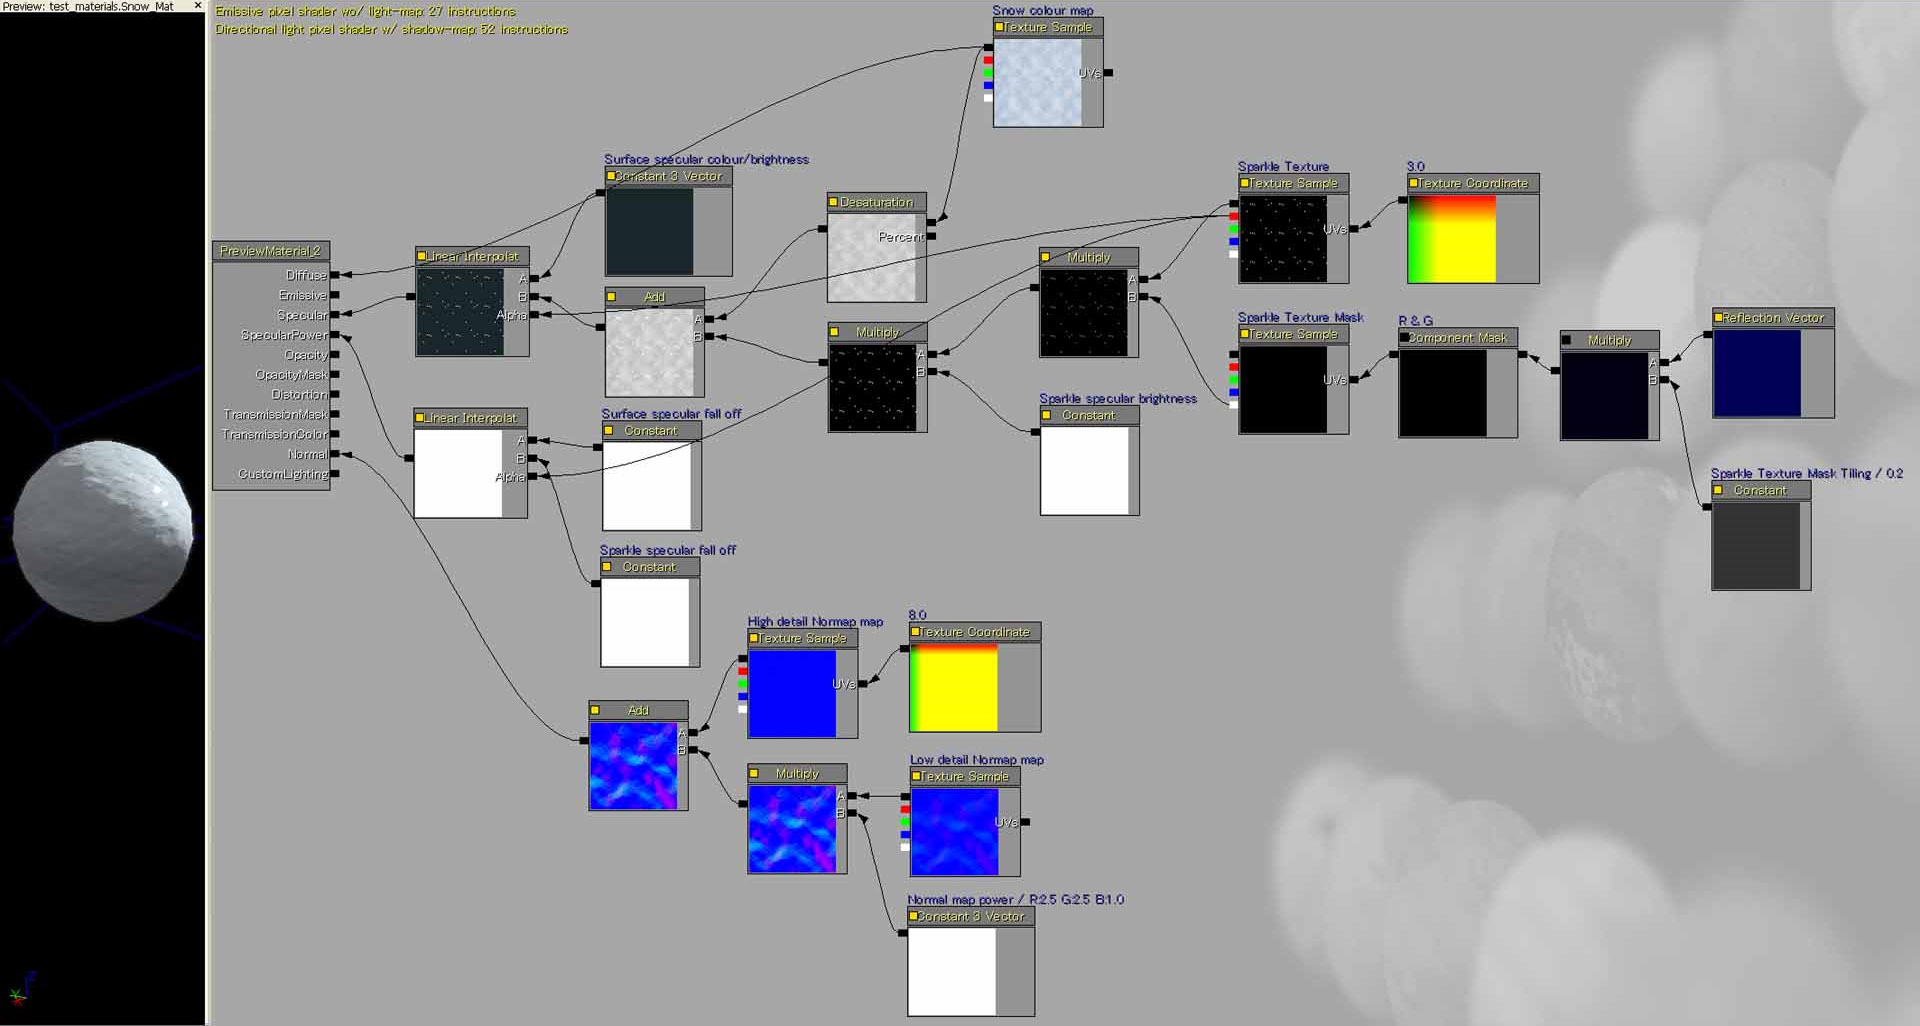 Preview: test_materials.Snow_Mat
Emissive pixel shader wo/ light-map: 27 instructions
Directional light pixel shader w/ shadow-map: 52 instructions
Snow colour map
Texture Sample
UVs
Surface specular colour/brightness
Constant 3 Vector
Desaturation
Percent
Sparkle Texture
Texture Sample
UVs
3.0
Texture Coordinate
PreviewMaterial_2
Diffuse
Emissive
Specular
SpecularPower
Opacity
OpacityMask
Distortion
TransmissionMask
TransmissionColor
Normal
CustomLighting
Linear Interpolat
A
B
Alpha
Add
A
B
Multiply
A
B
Multiply
A
B
Sparkle Texture Mask
Texture Sample
UVs
R & G
Component Mask
Multiply
A
B
Reflection Vector
Linear Interpolat
A
B
Alpha
Surface specular fall off
Constant
Sparkle specular brightness
Constant
Sparkle Texture Mask Tiling / 0.2
Constant
Sparkle specular fall off
Constant
High detail Normap map
Texture Sample
UVs
8.0
Texture Coordinate
Add
A
B
Multiply
A
B
Low detail Normap map
Texture Sample
UVs
Normal map power / R:2.5 G:2.5 B:1.0
Constant 3 Vector